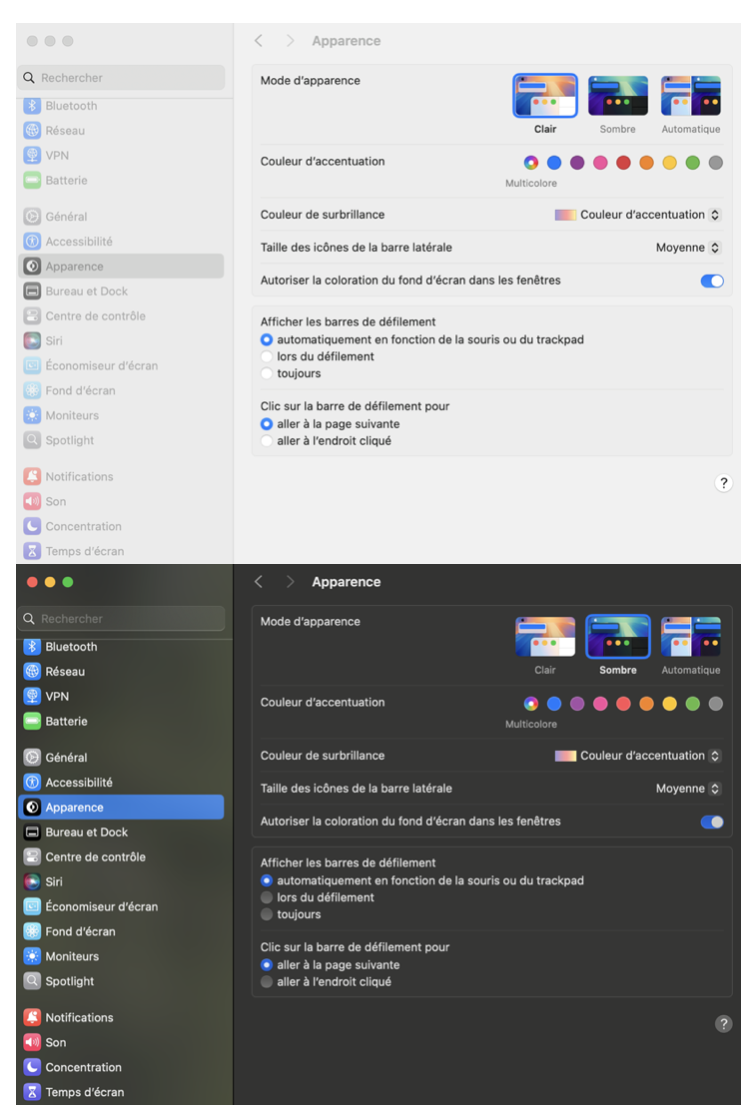 Apparence
Rechercher
Bluetooth
Réseau
VPN
Batterie
Général
Accessibilité
Apparence
Bureau et Dock
Centre de contrôle
Siri
Économiseur d'écran
Fond d'écran
Moniteurs
Spotlight
Notifications
Son
Concentration
Temps d'écran
Mode d'apparence
Clair Sombre Automatique
Couleur d'accentuation
Multicolore
Couleur de surbrillance Couleur d'accentuation
Taille des icônes de la barre latérale Moyenne
Autoriser la coloration du fond d'écran dans les fenêtres
Afficher les barres de défilement
automatiquement en fonction de la souris ou du trackpad
lors du défilement
toujours
Clic sur la barre de défilement pour
aller à la page suivante
aller à l'endroit cliqué
?
Apparence
Rechercher
Bluetooth
Réseau
VPN
Batterie
Général
Accessibilité
Apparence
Bureau et Dock
Centre de contrôle
Siri
Économiseur d'écran
Fond d'écran
Moniteurs
Spotlight
Notifications
Son
Concentration
Temps d'écran
Mode d'apparence
Clair Sombre Automatique
Couleur d'accentuation
Multicolore
Couleur de surbrillance Couleur d'accentuation
Taille des icônes de la barre latérale Moyenne
Autoriser la coloration du fond d'écran dans les fenêtres
Afficher les barres de défilement
automatiquement en fonction de la souris ou du trackpad
lors du défilement
toujours
Clic sur la barre de défilement pour
aller à la page suivante
aller à l'endroit cliqué
?